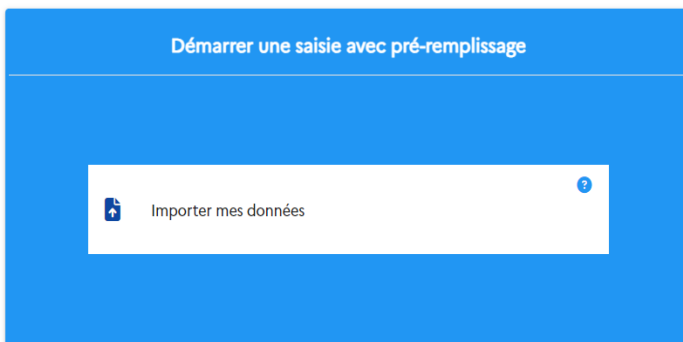 Démarrer une saisie avec pré-remplissage
?
Importer mes données